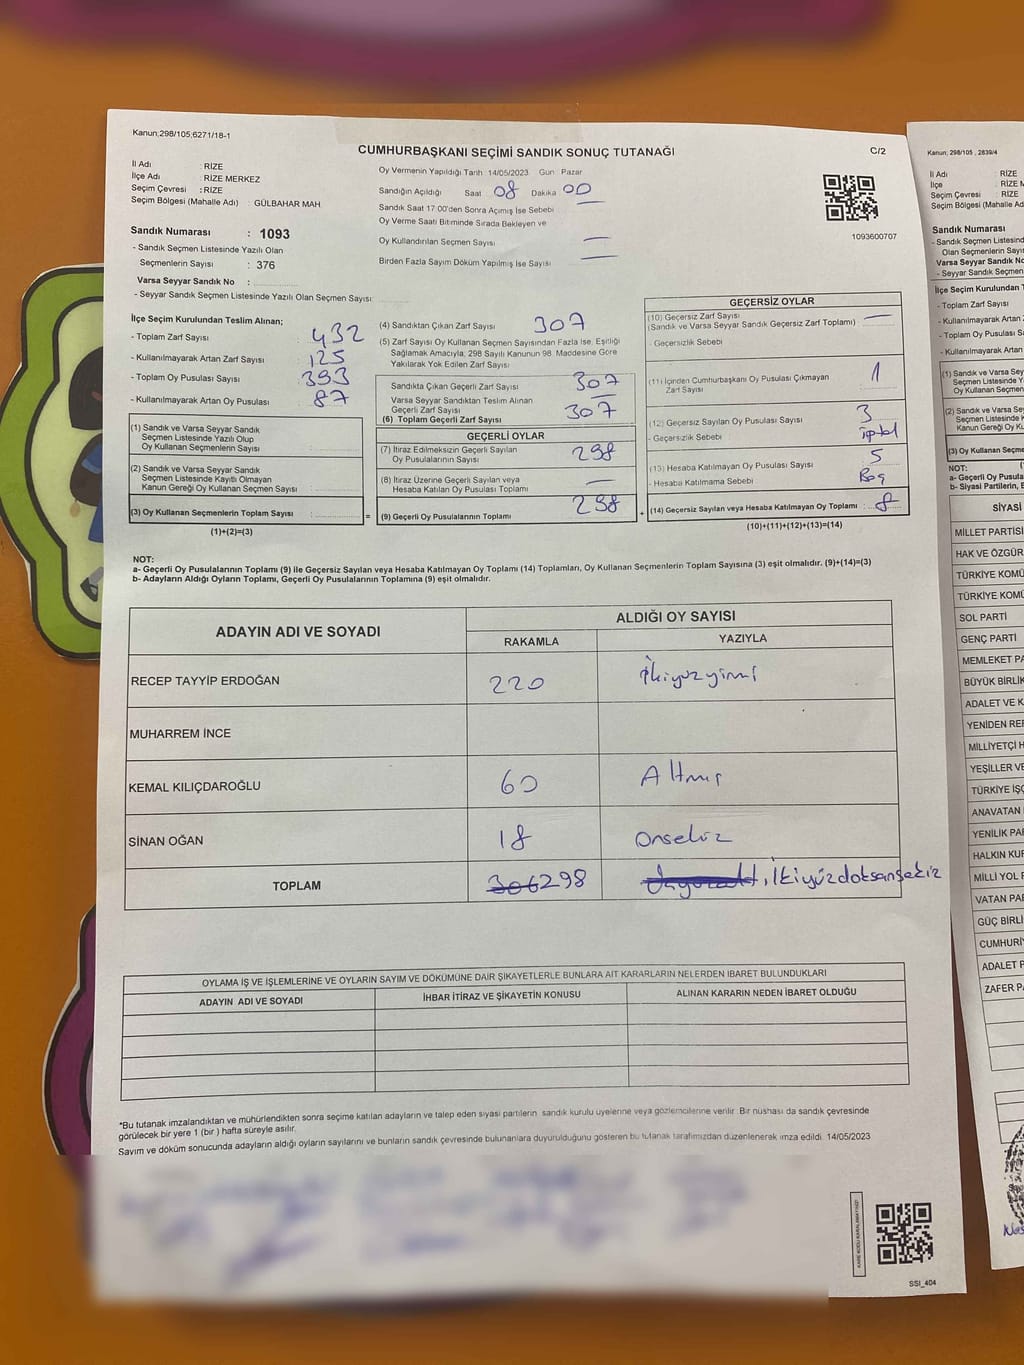 Kanun;298/105;6271/18-1
CUMHURBAŞKANI SEÇİMİ SANDIK SONUÇ TUTANAĞI
C/2
İl Adı : RİZE
İlçe Adı : RİZE MERKEZ
Seçim Çevresi : RİZE
Seçim Bölgesi (Mahalle Adı) : GÜLBAHAR MAH
Sandık Numarası : 1093
- Sandık Seçmen Listesinde Yazılı Olan
Seçmenlerin Sayısı : 376
Varsa Seyyar Sandık No :
- Seyyar Sandık Seçmen Listesinde Yazılı Olan Seçmen Sayısı:
Oy Vermenin Yapıldığı Tarih 14/05/2023 Gün Pazar
Sandığın Açıldığı Saat 08 Dakika 00
Sandık Saat 17:00'den Sonra Açılmış İse Sebebi
Oy Verme Saati Bitiminde Sırada Bekleyen ve
Oy Kullandırılan Seçmen Sayısı
Birden Fazla Sayım Döküm Yapılmış İse Sayısı
1093600707
İlçe Seçim Kurulundan Teslim Alınan;
- Toplam Zarf Sayısı : 432
- Kullanılmayarak Artan Zarf Sayısı : 125
- Toplam Oy Pusulası Sayısı : 393
- Kullanılmayarak Artan Oy Pusulası : 87
(1) Sandık ve Varsa Seyyar Sandık
Seçmen Listesinde Yazılı Olup
Oy Kullanan Seçmenlerin Sayısı :
(2) Sandık ve Varsa Seyyar Sandık
Seçmen Listesinde Kayıtlı Olmayan
Kanun Gereği Oy Kullanan Seçmen Sayısı
(3) Oy Kullanan Seçmenlerin Toplam Sayısı : =
(1)+(2)=(3)
(4) Sandıktan Çıkan Zarf Sayısı 307
(5) Zarf Sayısı Oy Kullanan Seçmen Sayısından Fazla İse, Eşitliği
Sağlamak Amacıyla; 298 Sayılı Kanunun 98. Maddesine Göre
Yakılarak Yok Edilen Zarf Sayısı
Sandıkta Çıkan Geçerli Zarf Sayısı 307
Varsa Seyyar Sandıktan Teslim Alınan
Geçerli Zarf Sayısı
(6) Toplam Geçerli Zarf Sayısı 307
GEÇERLİ OYLAR
(7) İtiraz Edilmeksizin Geçerli Sayılan
Oy Pusulalarının Sayısı 298
(8) İtiraz Üzerine Geçerli Sayılan veya
Hesaba Katılan Oy Pusulası Toplamı
(9) Geçerli Oy Pusulalarının Toplamı 298 +
GEÇERSİZ OYLAR
(10) Geçersiz Zarf Sayısı
(Sandık ve Varsa Seyyar Sandık Geçersiz Zarf Toplamı)
- Geçersizlik Sebebi
(11) İçinden Cumhurbaşkanı Oy Pusulası Çıkmayan
Zarf Sayısı 1
(12) Geçersiz Sayılan Oy Pusulası Sayısı 3
- Geçersizlik Sebebi iptal
(13) Hesaba Katılmayan Oy Pusulası Sayısı 5
- Hesaba Katılmama Sebebi Boş
(14) Geçersiz Sayılan veya Hesaba Katılmayan Oy Toplamı : 8
(10)+(11)+(12)+(13)=(14)
NOT:
a- Geçerli Oy Pusulalarının Toplamı (9) ile Geçersiz Sayılan veya Hesaba Katılmayan Oy Toplamı (14) Toplamları, Oy Kullanan Seçmenlerin Toplam Sayısına (3) eşit olmalıdır. (9)+(14)=(3)
b- Adayların Aldığı Oyların Toplamı, Geçerli Oy Pusulalarının Toplamına (9) eşit olmalıdır.
ADAYIN ADI VE SOYADI
ALDIĞI OY SAYISI
RAKAMLA YAZIYLA
RECEP TAYYİP ERDOĞAN 220 İkiyüzyirmi
MUHARREM İNCE
KEMAL KILIÇDAROĞLU 60 Altmış
SİNAN OĞAN 18 Onsekiz
TOPLAM 306 298 , İkiyüzdoksansekiz
OYLAMA İŞ VE İŞLEMLERİNE VE OYLARIN SAYIM VE DÖKÜMÜNE DAİR ŞİKAYETLERLE BUNLARA AİT KARARLARIN NELERDEN İBARET BULUNDUKLARI
ADAYIN ADI VE SOYADI İHBAR İTİRAZ VE ŞİKAYETİN KONUSU ALINAN KARARIN NEDEN İBARET OLDUĞU
*Bu tutanak imzalandıktan ve mühürlendikten sonra seçime katılan adayların ve talep eden siyasi partilerin sandık kurulu üyelerine veya gözlemcilerine verilir. Bir nüshası da sandık çevresinde
görülecek bir yere 1 (bir ) hafta süreyle asılır.
Sayım ve döküm sonucunda adayların aldığı oyların sayılarını ve bunların sandık çevresinde bulunanlara duyurulduğunu gösteren bu tutanak tarafımızdan düzenlenerek imza edildi. 14/05/2023
SSI_404
Kanun; 298/105 , 2839/4
İl Adı : RİZE
İlçe : RİZE M
Seçim Çevresi : RİZE
Seçim Bölgesi (Mahalle Ad
Sandık Numarası
- Sandık Seçmen Listesind
Olan Seçmenlerin Sayıs
Varsa Seyyar Sandık No
- Seyyar Sandık Seçmen
İlçe Seçim Kurulundan T
- Toplam Zarf Sayısı
- Kullanılmayarak Artan
- Toplam Oy Pusulası S
- Kullanılmayarak Artan
(1) Sandık ve Varsa Sey
Seçmen Listesinde Y
Oy Kullanan Seçmen
(2) Sandık ve Varsa Se
Seçmen Listesinde K
Kanun Gereği Oy Ku
(3) Oy Kullanan Seçme
NOT:
a- Geçerli Oy Pusula
b- Siyasi Partilerin, E
SİYASİ
MİLLET PARTİSİ
HAK VE ÖZGÜR
TÜRKİYE KOMÜ
TÜRKİYE KOMÜ
SOL PARTİ
GENÇ PARTİ
MEMLEKET PA
BÜYÜK BİRLİK
ADALET VE K
YENİDEN REF
MİLLİYETÇİ H
YEŞİLLER VE
TÜRKİYE İŞÇ
ANAVATAN
YENİLİK PAR
HALKIN KUR
MİLLİ YOL F
VATAN PAR
GÜÇ BİRLİ
CUMHURİY
ADALET P
ZAFER PA